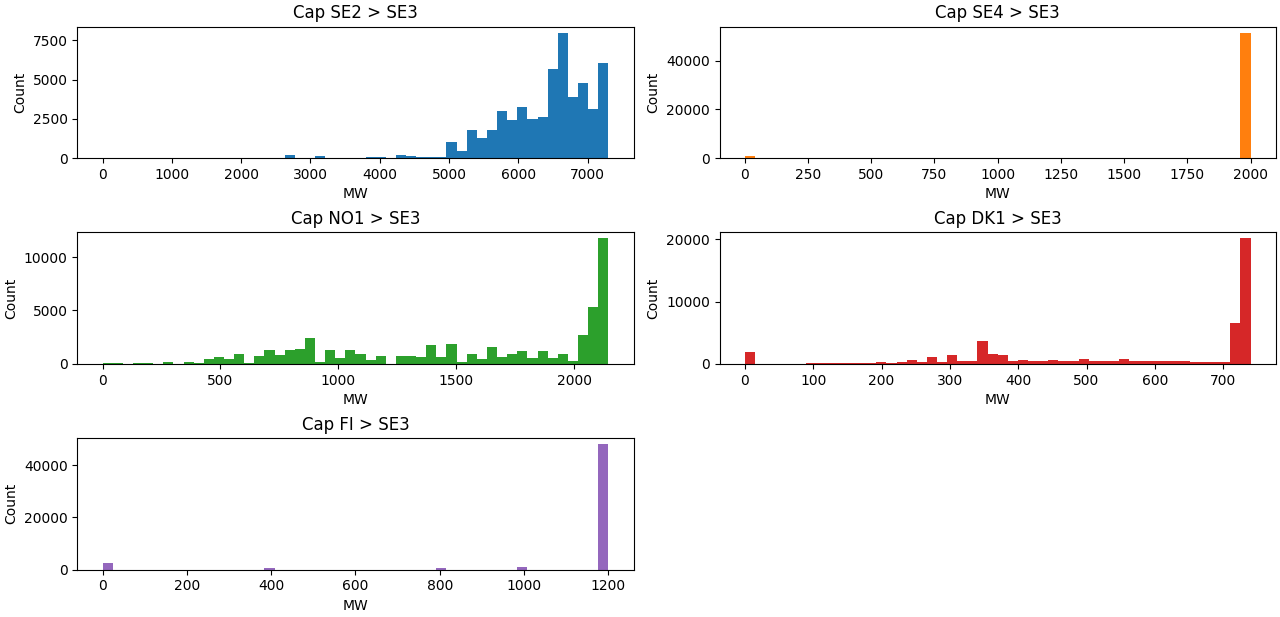 Cap SE2 > SE3
7500
5000
2500
0
Count
0 1000 2000 3000 4000 5000 6000 7000
MW
Cap SE4 > SE3
40000
20000
0
Count
0 250 500 750 1000 1250 1500 1750 2000
MW
Cap NO1 > SE3
10000
5000
0
Count
0 500 1000 1500 2000
MW
Cap DK1 > SE3
20000
10000
0
Count
0 100 200 300 400 500 600 700
MW
Cap FI > SE3
40000
20000
0
Count
0 200 400 600 800 1000 1200
MW